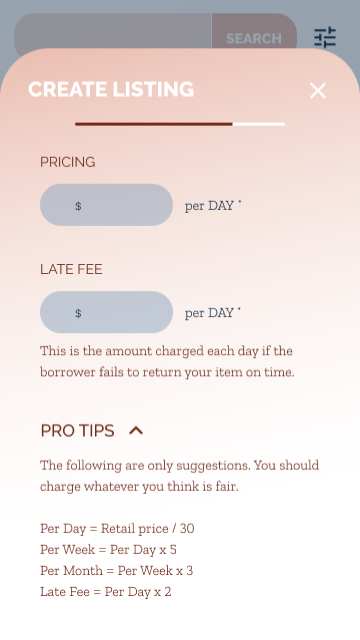 SEARCH
CREATE LISTING
PRICING
$ per DAY *
LATE FEE
$ per DAY *
This is the amount charged each day if the
borrower fails to return your item on time.
PRO TIPS
The following are only suggestions. You should
charge whatever you think is fair.
Per Day = Retail price / 30
Per Week = Per Day x 5
Per Month = Per Week x 3
Late Fee = Per Day x 2